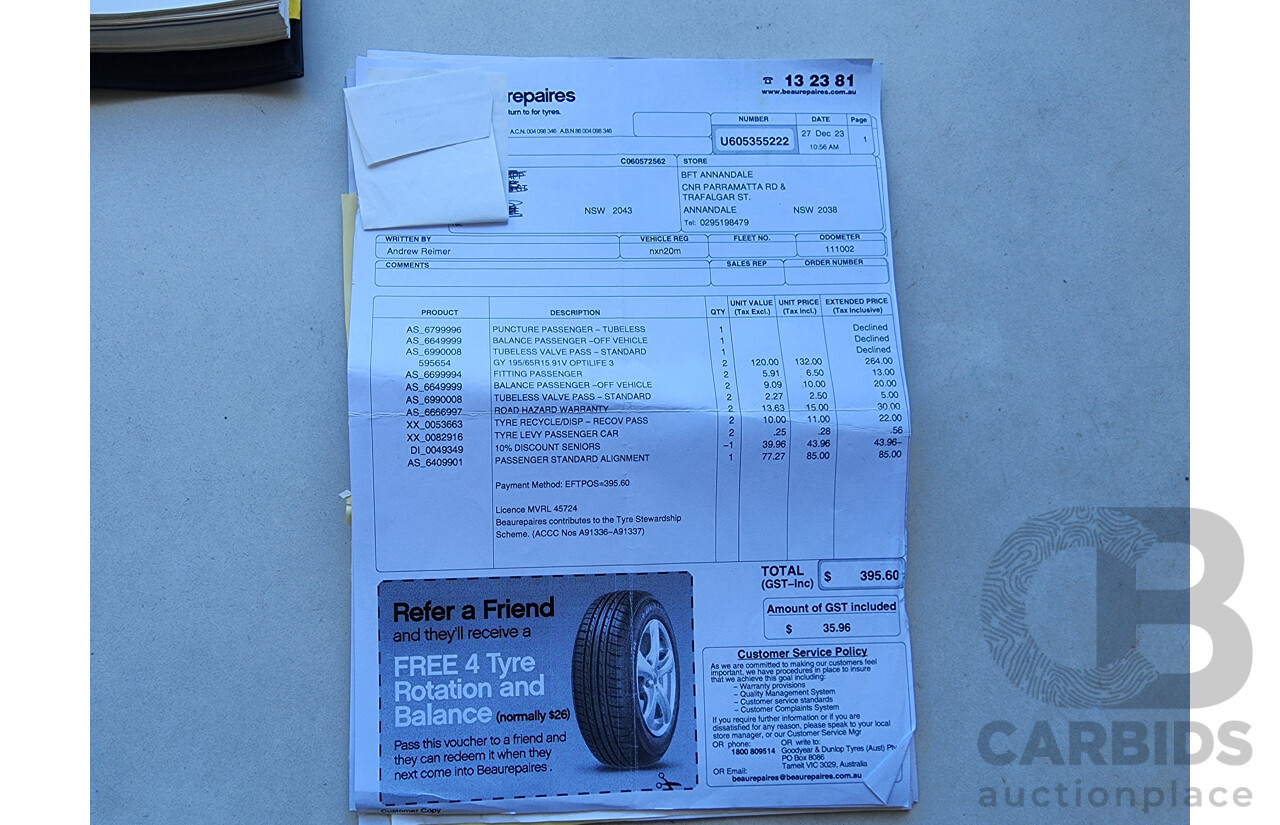 repaires
turn to for tyres.
☎ 13 23 81
www.beaurepaires.com.au
A.C.N. 004 098 346 A.B.N 86 004 098 346
NUMBER DATE Page
U605355222 27 Dec 23 1
10:56 AM
C060572562 STORE
BFT ANNANDALE
CNR PARRAMATTA RD &
TRAFALGAR ST.
NSW 2043 ANNANDALE NSW 2038
Tel: 0295198479
WRITTEN BY VEHICLE REG FLEET NO. ODOMETER
Andrew Reimer nxn20m 111002
COMMENTS SALES REP ORDER NUMBER
PRODUCT DESCRIPTION QTY UNIT VALUE (Tax Excl.) UNIT PRICE (Tax Incl.) EXTENDED PRICE (Tax Inclusive)
AS_6799996 PUNCTURE PASSENGER - TUBELESS 1 Declined
AS_6649999 BALANCE PASSENGER -OFF VEHICLE 1 Declined
AS_6990008 TUBELESS VALVE PASS - STANDARD 1 Declined
595654 GY 195/65R15 91V OPTILIFE 3 2 120.00 132.00 264.00
AS_6699994 FITTING PASSENGER 2 5.91 6.50 13.00
AS_6649999 BALANCE PASSENGER -OFF VEHICLE 2 9.09 10.00 20.00
AS_6990008 TUBELESS VALVE PASS - STANDARD 2 2.27 2.50 5.00
AS_6656997 ROAD HAZARD WARRANTY 2 13.63 15.00 30.00
XX_0053663 TYRE RECYCLE/DISP - RECOV PASS 2 10.00 11.00 22.00
XX_0082916 TYRE LEVY PASSENGER CAR 2 .25 .28 .56
DI_0049349 10% DISCOUNT SENIORS -1 39.96 43.96 43.96-
AS_6409901 PASSENGER STANDARD ALIGNMENT 1 77.27 85.00 85.00
Payment Method: EFTPOS=395.60
Licence MVRL 45724
Beaurepaires contributes to the Tyre Stewardship
Scheme. (ACCC Nos A91336-A91337)
TOTAL (GST-Inc) $ 395.60
Amount of GST included
$ 35.96
Refer a Friend
and they'll receive a
FREE 4 Tyre
Rotation and
Balance (normally $26)
Pass this voucher to a friend and
they can redeem it when they
next come into Beaurepaires.
Customer Service Policy
As we are committed to making our customers feel
important, we have procedures in place to insure
that we achieve this goal including:
- Warranty provisions
- Quality Management System
- Customer service standards
- Customer Complaints System
If you require further information or if you are
dissatisfied for any reason, please speak to your local
store manager, or our Customer Service Mgr
OR phone: OR write to:
1800 809514 Goodyear & Dunlop Tyres (Aust)
PO Box 8086
Tarneit VIC 3029, Australia
OR Email:
beaurepaires@beaurepaires.com.au
Customer Copy
CB
CARBIDS
auctionplace